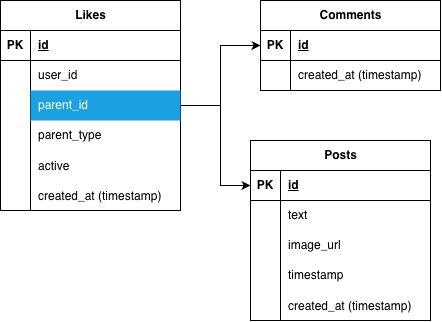 Likes
PK id
user_id
parent_id
parent_type
active
created_at (timestamp)
Comments
PK id
created_at (timestamp)
Posts
PK id
text
image_url
timestamp
created_at (timestamp)